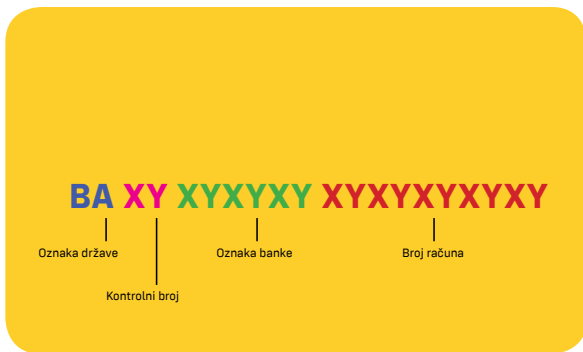 BA XY XYXYXY XYXYXYXYXY
Oznaka države
Oznaka banke
Broj računa
Kontrolni broj